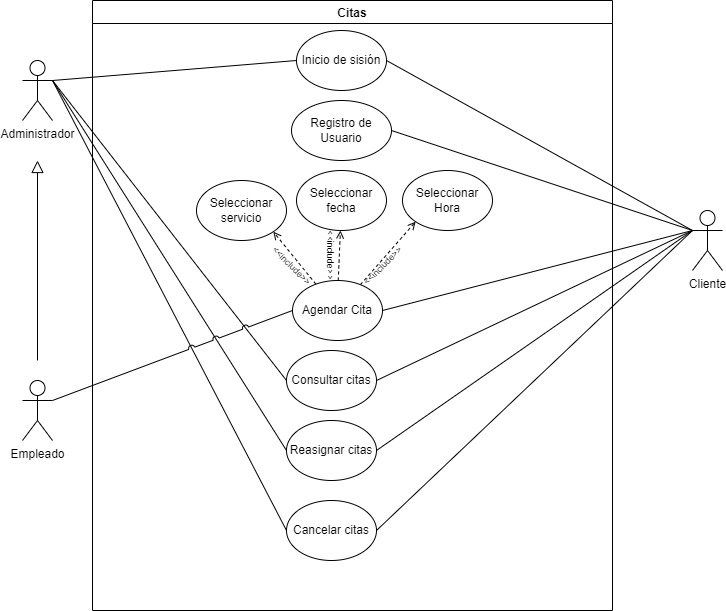 Citas
Inicio de sisión
Administrador
Registro de
Usuario
Seleccionar
servicio
Seleccionar
fecha
Seleccionar
Hora
<<include>>
<<include>>
<<include>>
Cliente
Agendar Cita
Consultar citas
Empleado
Reasignar citas
Cancelar citas